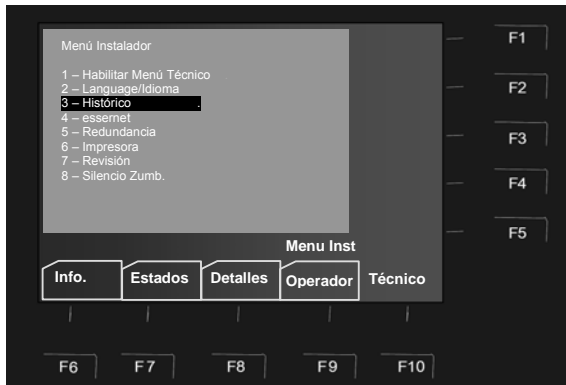 Menú Instalador
1 – Habilitar Menú Técnico
2 – Language/Idioma
3 – Histórico .
4 – essernet
5 – Redundancia
6 – Impresora
7 – Revisión
8 – Silencio Zumb.
Menu Inst
Info. Estados Detalles Operador Técnico
F1
F2
F3
F4
F5
F6 F7 F8 F9 F10